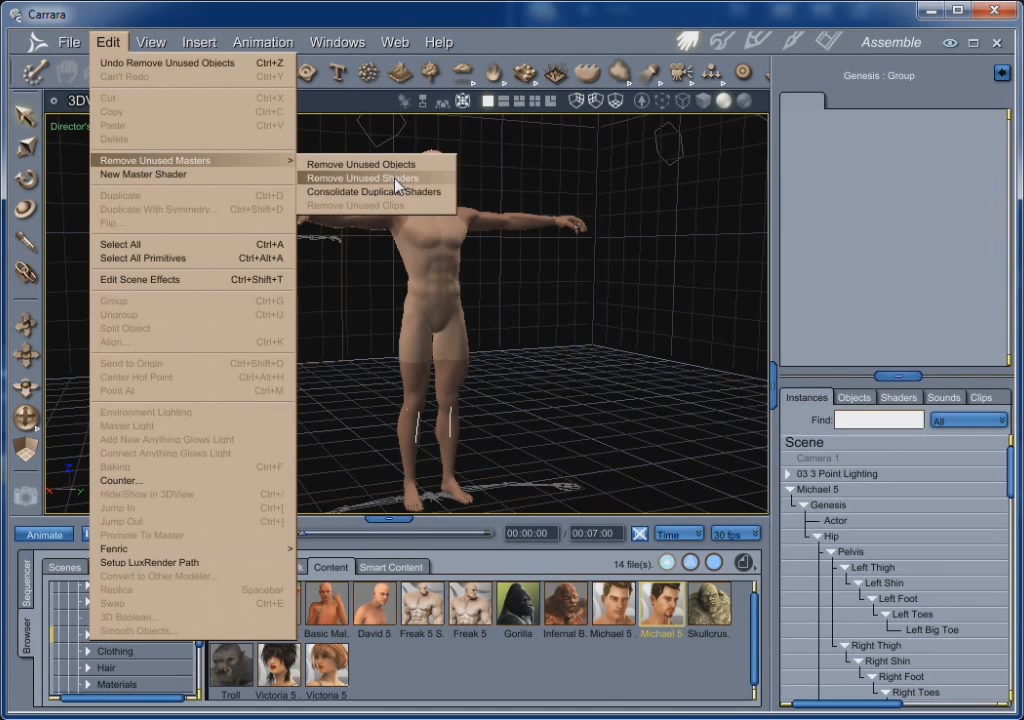 Carrara
File Edit View Insert Animation Windows Web Help Assemble
Undo Remove Unused Objects Ctrl+Z
Can't Redo Ctrl+Y
Cut Ctrl+X
Copy Ctrl+C
Paste Ctrl+V
Delete
Remove Unused Masters >
New Master Shader
Duplicate Ctrl+D
Duplicate With Symmetry... Ctrl+Shift+D
Flip...
Select All Ctrl+A
Select All Primitives Ctrl+Alt+A
Edit Scene Effects Ctrl+Shift+T
Group Ctrl+G
Ungroup Ctrl+U
Split Object
Align... Ctrl+K
Send to Origin Ctrl+Shift+O
Center Hot Point Ctrl+Alt+H
Point At Ctrl+M
Environment Lighting
Master Light
Add New Anything Glows Light
Connect Anything Glows Light
Baking Ctrl+F
Counter...
Hide/Show in 3DView Ctrl+/
Jump In Ctrl+[
Jump Out Ctrl+]
Promote To Master
Fenric >
Setup LuxRender Path
Convert to Other Modeler...
Replica Spacebar
Swap Ctrl+E
3D Boolean...
Smooth Objects...
Remove Unused Objects
Remove Unused Shaders
Consolidate Duplicate Shaders
Remove Unused Clips
3DV
Director's
Genesis : Group
Instances Objects Shaders Sounds Clips
Find: All
Scene
Camera 1
03 3 Point Lighting
Michael 5
Genesis
Actor
Hip
Pelvis
Left Thigh
Left Shin
Left Foot
Left Toes
Left Big Toe
Right Thigh
Right Shin
Right Foot
Right Toes
Animate 00:00:00 / 00:07:00 Time 30 fps
Sequencer
Browser
Scenes Content Smart Content 14 file(s).
Clothing
Hair
Materials
Basic Mal. David 5 Freak 5 S. Freak 5 Gorilla Infernal B. Michael 5 . Michael 5 Skullcrus.
Troll Victoria 5 . Victoria 5